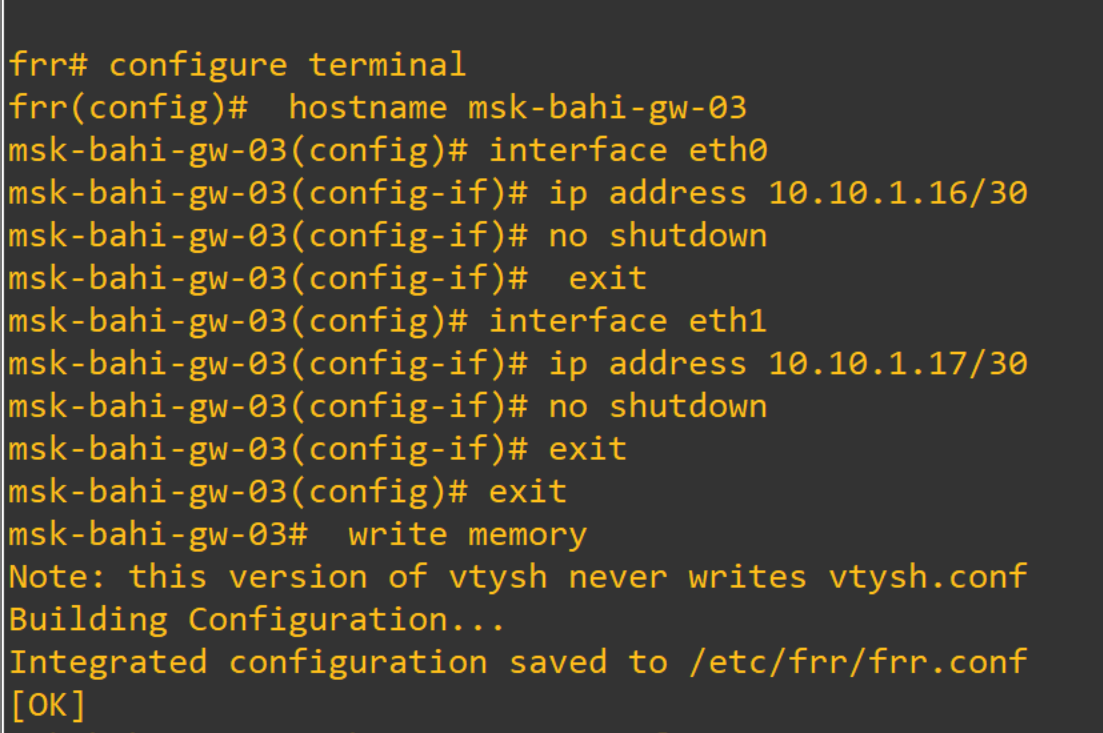 frr# configure terminal
frr(config)#  hostname msk-bahi-gw-03
msk-bahi-gw-03(config)# interface eth0
msk-bahi-gw-03(config-if)# ip address 10.10.1.16/30
msk-bahi-gw-03(config-if)# no shutdown
msk-bahi-gw-03(config-if)#  exit
msk-bahi-gw-03(config)# interface eth1
msk-bahi-gw-03(config-if)# ip address 10.10.1.17/30
msk-bahi-gw-03(config-if)# no shutdown
msk-bahi-gw-03(config-if)# exit
msk-bahi-gw-03(config)# exit
msk-bahi-gw-03#  write memory
Note: this version of vtysh never writes vtysh.conf
Building Configuration...
Integrated configuration saved to /etc/frr/frr.conf
[OK]